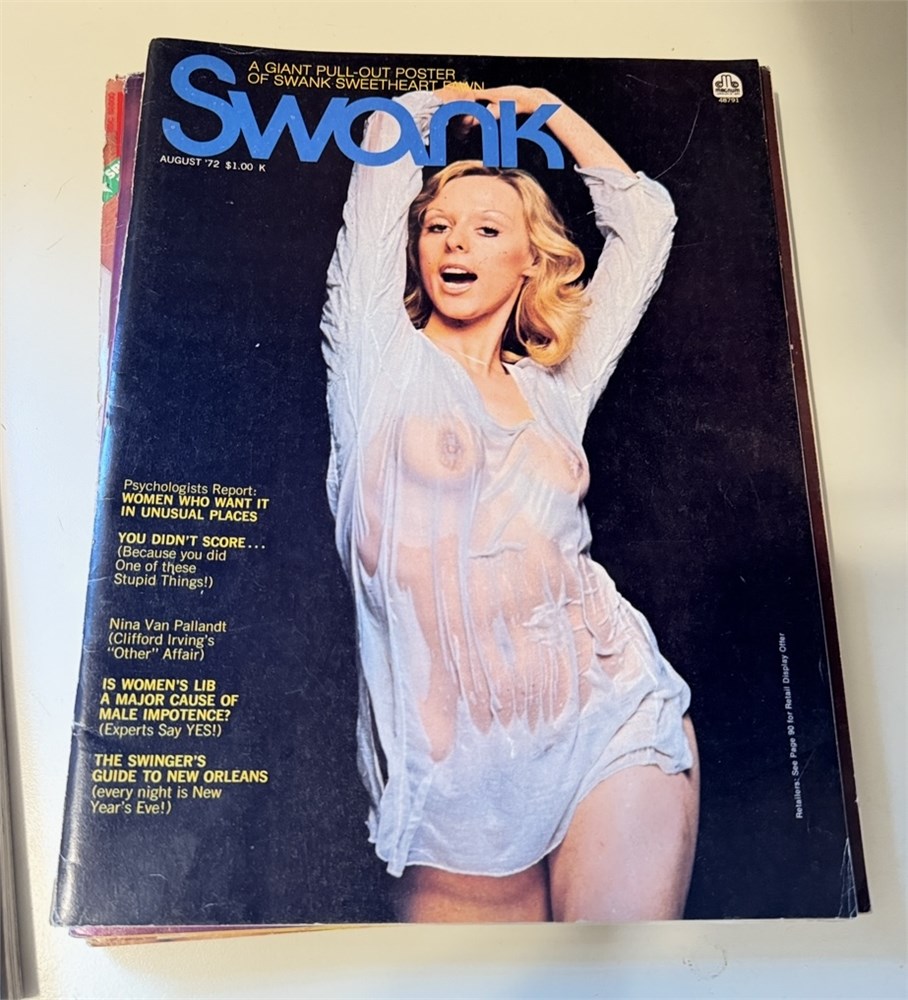 A GIANT PULL-OUT POSTER
OF SWANK SWEETHEART DAWN
Swank
AUGUST '72 $1.00 K
48791
SP
Psychologists Report:
WOMEN WHO WANT IT
IN UNUSUAL PLACES
YOU DIDN'T SCORE...
(Because you did
One of these
Stupid Things!)
Nina Van Pallandt
(Clifford Irving's
"Other" Affair)
IS WOMEN'S LIB
A MAJOR CAUSE OF
MALE IMPOTENCE?
(Experts Say YES!)
THE SWINGER'S
GUIDE TO NEW ORLEANS
(every night is New
Year's Eve!)
Retailers: See Page 90 for Retail Display Offer